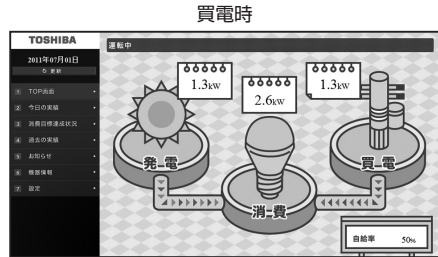 買電時
TOSHIBA
2011年07月01日
更新
運転中
1 TOP画面
2 今日の実績
3 消費目標達成状況
4 過去の実績
5 お知らせ
6 機器情報
7 設定
1.3kw
2.6kw
1.3kw
発電
消費
買電
自給率 50%